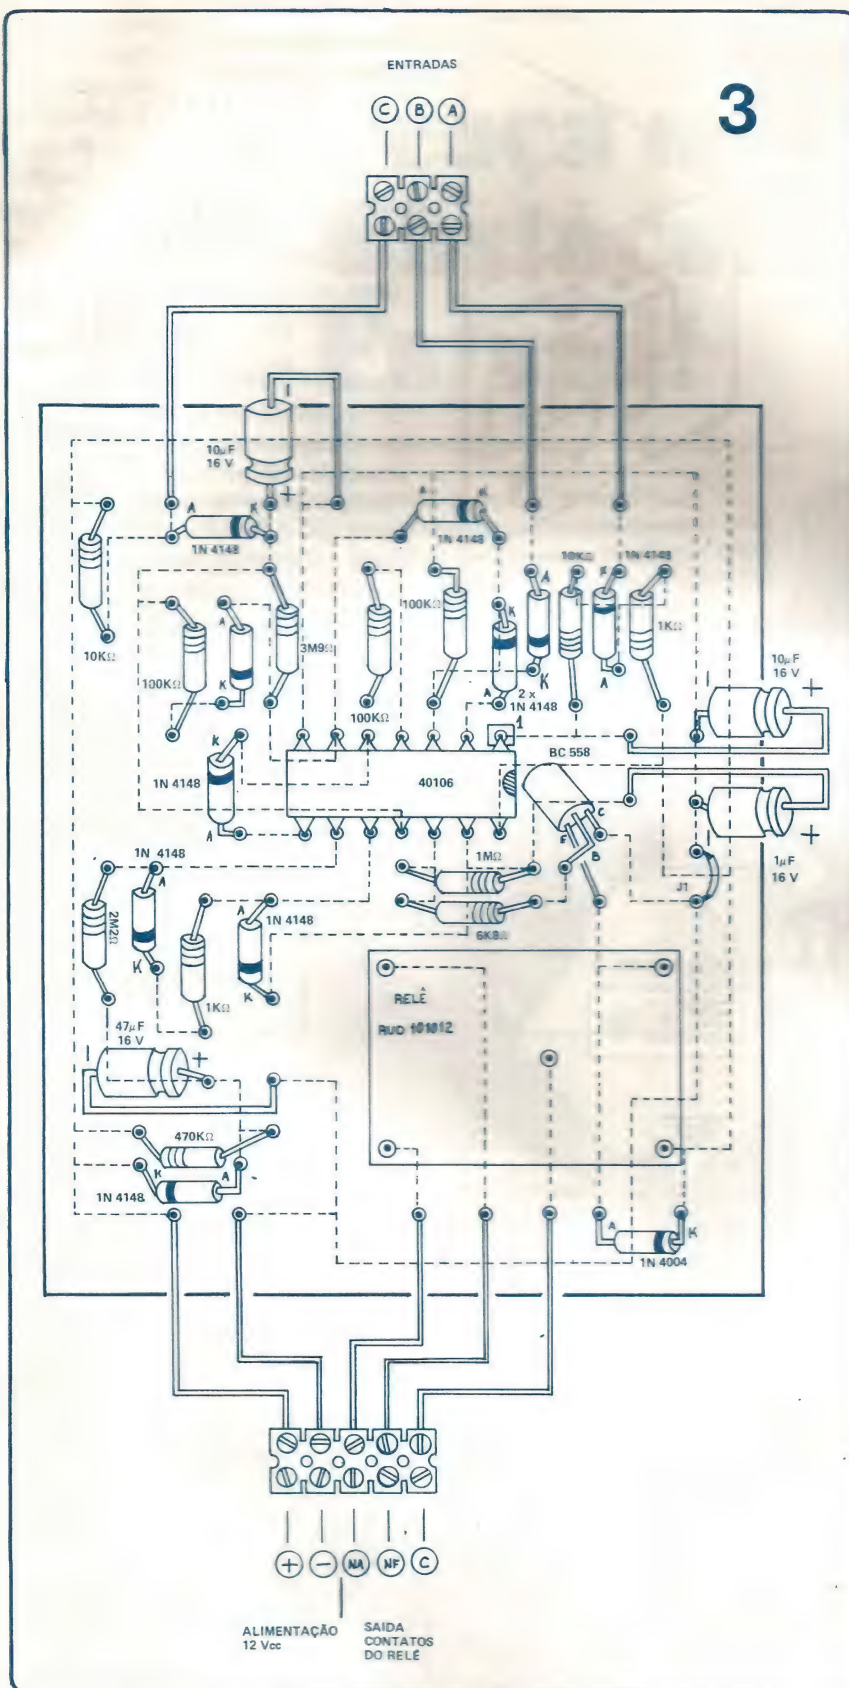 ENTRADAS
3
C B A
10µF
16 V
+
A K
1N 4148
A K
1N 4148
10KΩ
K
1N 4148
A
K
A
1KΩ
10KΩ
100KΩ
A
K
3M9Ω
100KΩ
100KΩ
K
A
2 x
1N 4148
K
A
10µF
16 V
+
1
BC 558
40106
1N 4148
K
A
E
B
C
1MΩ
6K8Ω
J1
1µF
16 V
+
1N 4148
A
K
2M2Ω
1KΩ
A
1N 4148
K
RELÊ
RUD 101012
47µF
16 V
+
470KΩ
K A
1N 4148
A K
1N 4004
+ − NA NF C
ALIMENTAÇÃO
12 Vcc
SAIDA
CONTATOS
DO RELÉ